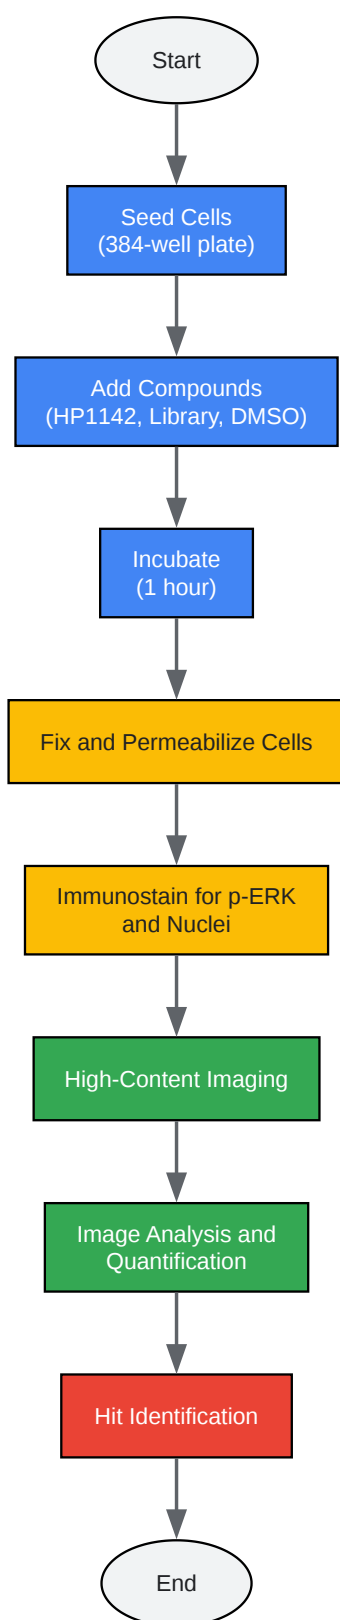 Start
Seed Cells
(384-well plate)
Add Compounds
(HP1142, Library, DMSO)
Incubate
(1 hour)
Fix and Permeabilize Cells
Immunostain for p-ERK
and Nuclei
High-Content Imaging
Image Analysis and
Quantification
Hit Identification
End